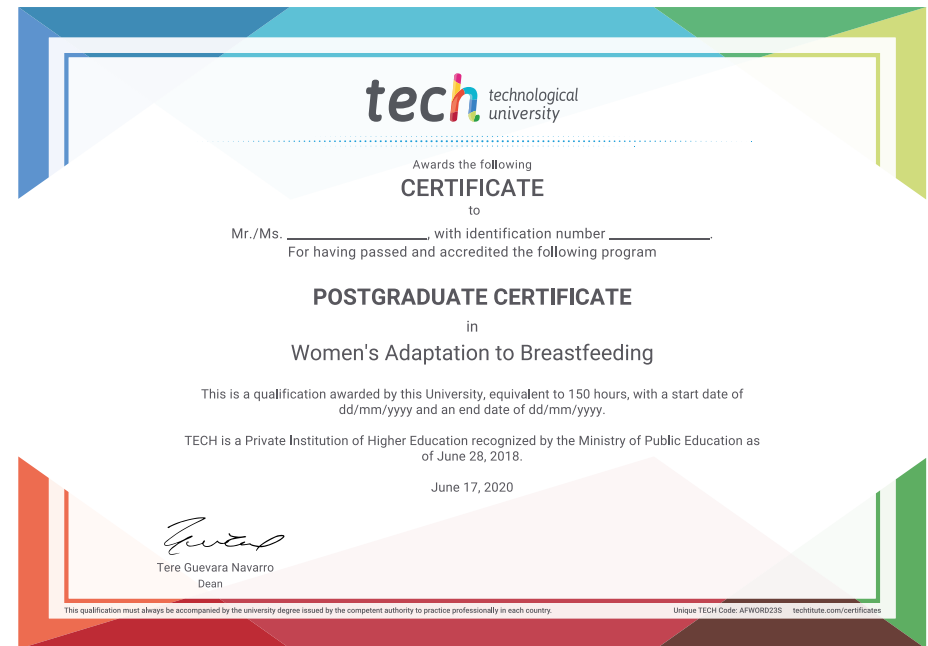 tech technological
university
Awards the following
CERTIFICATE
to
Mr./Ms. ____________________, with identification number ______________.
For having passed and accredited the following program
POSTGRADUATE CERTIFICATE
in
Women's Adaptation to Breastfeeding
This is a qualification awarded by this University, equivalent to 150 hours, with a start date of
dd/mm/yyyy and an end date of dd/mm/yyyy.
TECH is a Private Institution of Higher Education recognized by the Ministry of Public Education as
of June 28, 2018.
June 17, 2020
Tere Guevara Navarro
Dean
This qualification must always be accompanied by the university degree issued by the competent authority to practice professionally in each country. Unique TECH Code: AFWORD23S techtitute.com/certificates